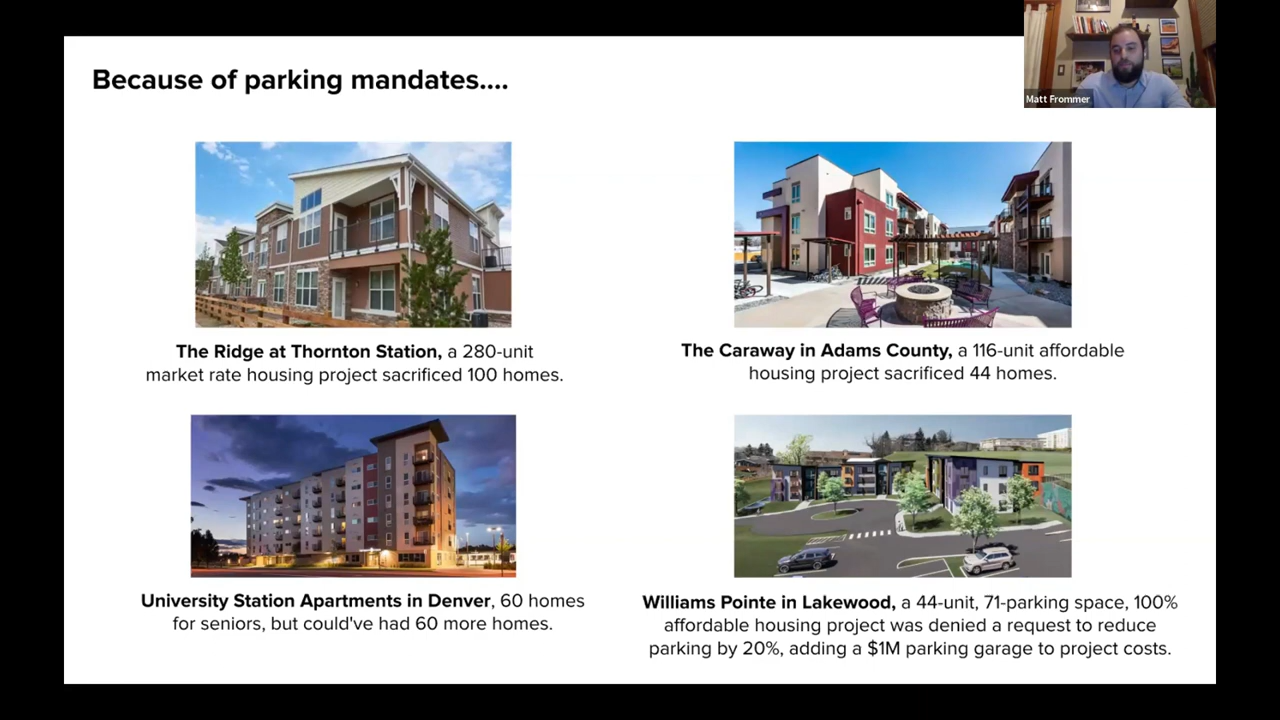 Because of parking mandates....
Matt Frommer
The Ridge at Thornton Station, a 280-unit
market rate housing project sacrificed 100 homes.
The Caraway in Adams County, a 116-unit affordable
housing project sacrificed 44 homes.
University Station Apartments in Denver, 60 homes
for seniors, but could've had 60 more homes.
Williams Pointe in Lakewood, a 44-unit, 71-parking space, 100%
affordable housing project was denied a request to reduce
parking by 20%, adding a $1M parking garage to project costs.